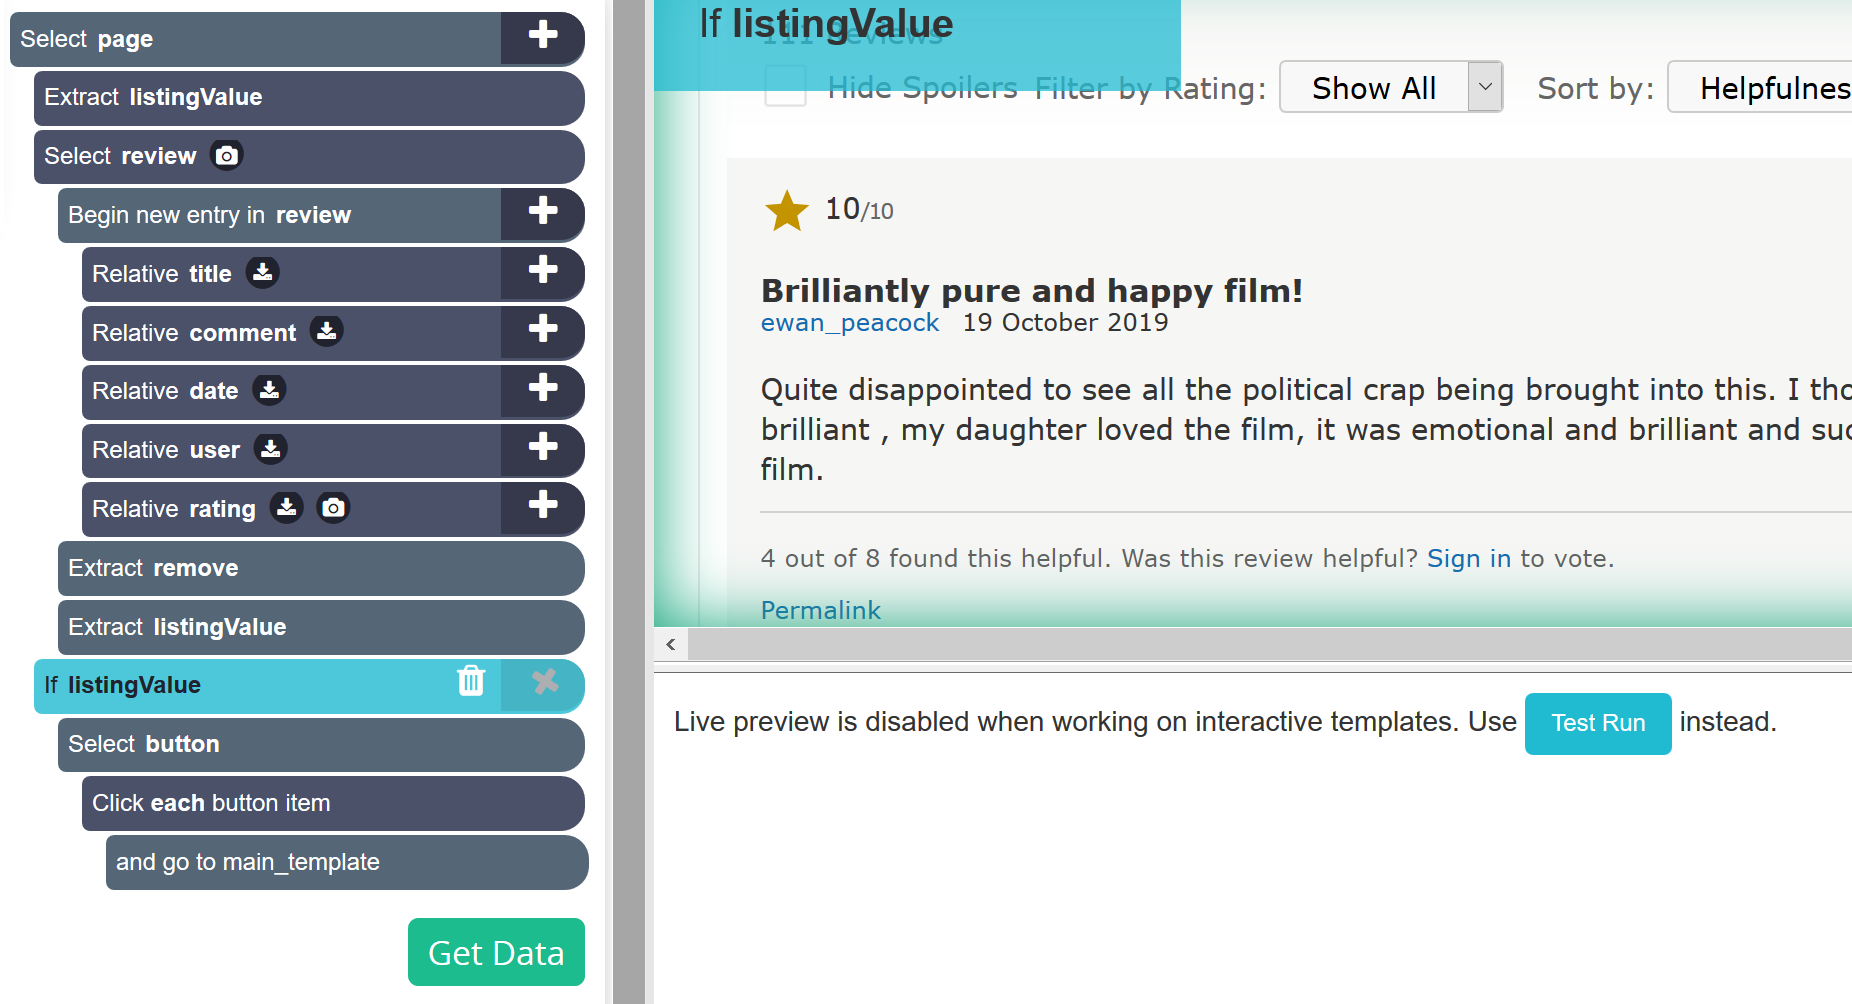 Select page
Extract listingValue
Select review
Begin new entry in review
Relative title
Relative comment
Relative date
Relative user
Relative rating
Extract remove
Extract listingValue
If listingValue
Select button
Click each button item
and go to main_template
Get Data
If listingValue
111 Reviews
Hide Spoilers Filter by Rating: Show All Sort by: Helpfulnes
10/10
Brilliantly pure and happy film!
ewan_peacock 19 October 2019
Quite disappointed to see all the political crap being brought into this. I tho
brilliant , my daughter loved the film, it was emotional and brilliant and suc
film.
4 out of 8 found this helpful. Was this review helpful? Sign in to vote.
Permalink
Live preview is disabled when working on interactive templates. Use Test Run instead.